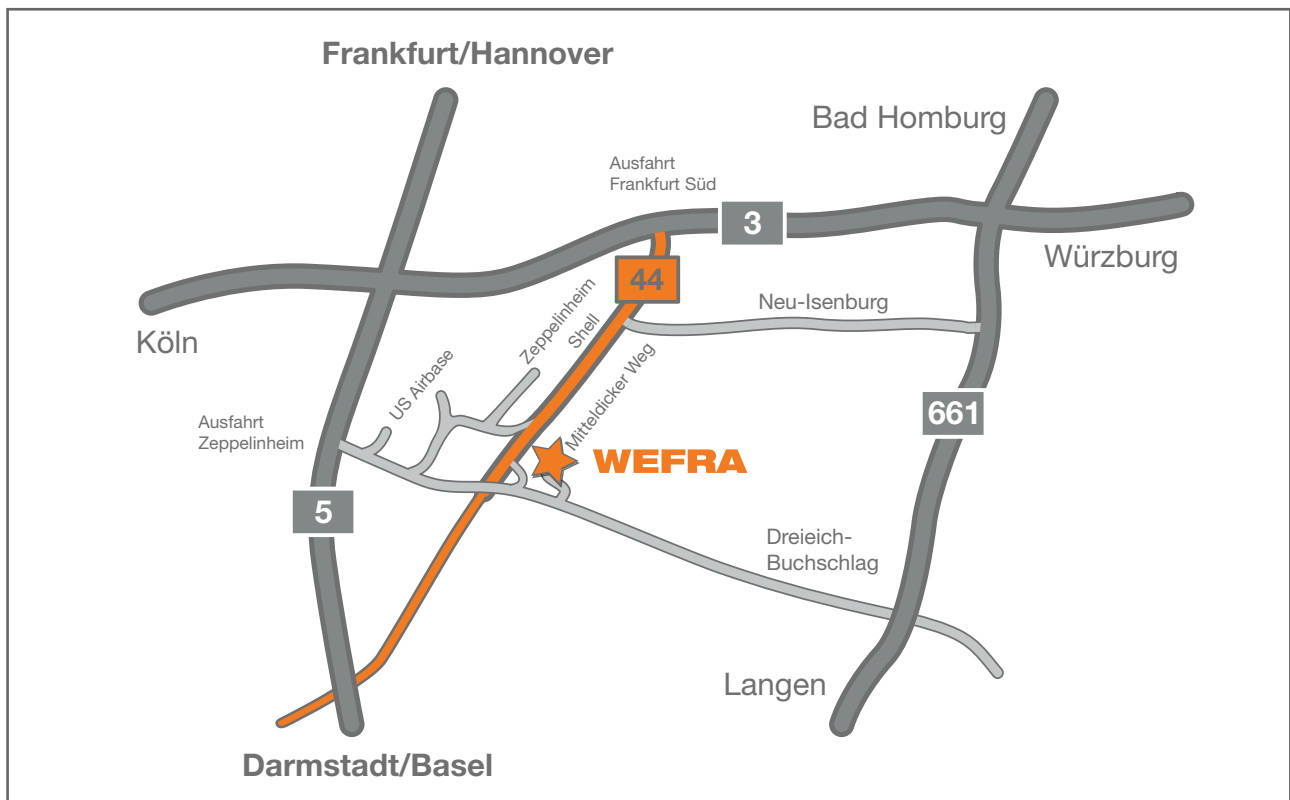 Frankfurt/Hannover
Bad Homburg
Ausfahrt
Frankfurt Süd
3
Würzburg
44
Neu-Isenburg
Köln
Zeppelinheim
Shell
US Airbase
Mitteldicker Weg
Ausfahrt
Zeppelinheim
661
WEFRA
5
Dreieich-
Buchschlag
Langen
Darmstadt/Basel